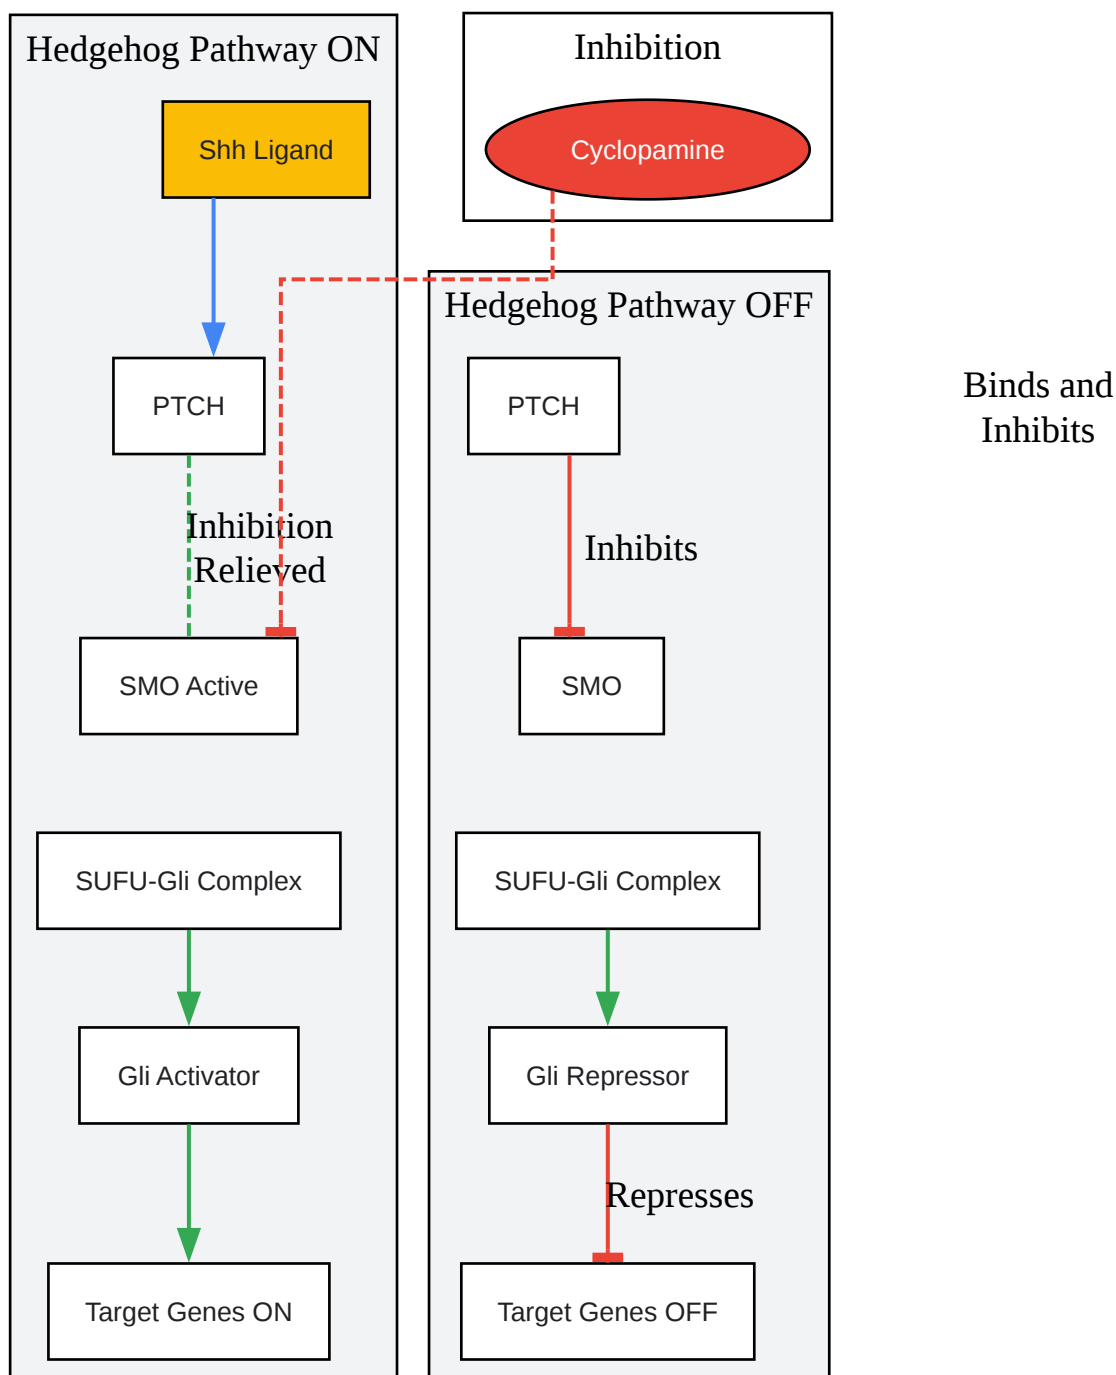 Hedgehog Pathway ON
Shh Ligand
PTCH
Inhibition
Relieved
SMO Active
SUFU-Gli Complex
Gli Activator
Target Genes ON
Inhibition
Cyclopamine
Hedgehog Pathway OFF
PTCH
Inhibits
SMO
SUFU-Gli Complex
Gli Repressor
Represses
Target Genes OFF
Binds and
Inhibits